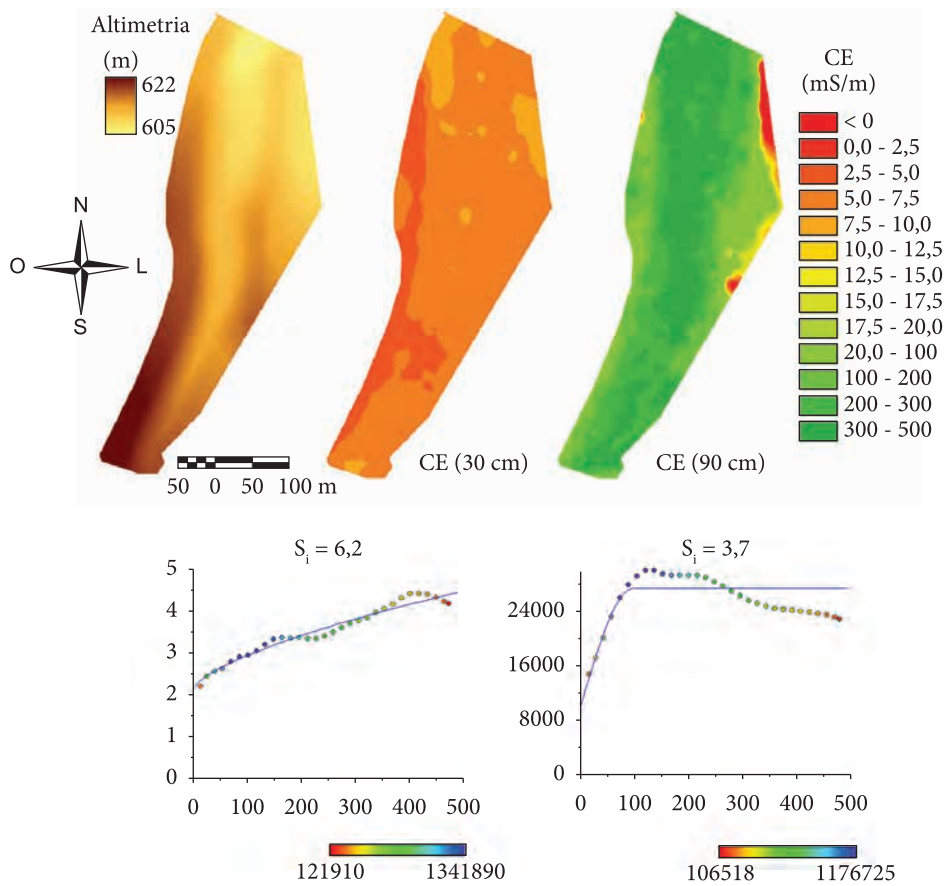 Altimetria
(m)
622
605
N
O L
S
50 0 50 100 m
CE (30 cm)
CE (90 cm)
CE
(mS/m)
< 0
0,0 - 2,5
2,5 - 5,0
5,0 - 7,5
7,5 - 10,0
10,0 - 12,5
12,5 - 15,0
15,0 - 17,5
17,5 - 20,0
20,0 - 100
100 - 200
200 - 300
300 - 500
Si = 6,2
5
4
3
2
1
0
0 100 200 300 400 500
121910 1341890
Si = 3,7
24000
16000
8000
0
0 100 200 300 400 500
106518 1176725